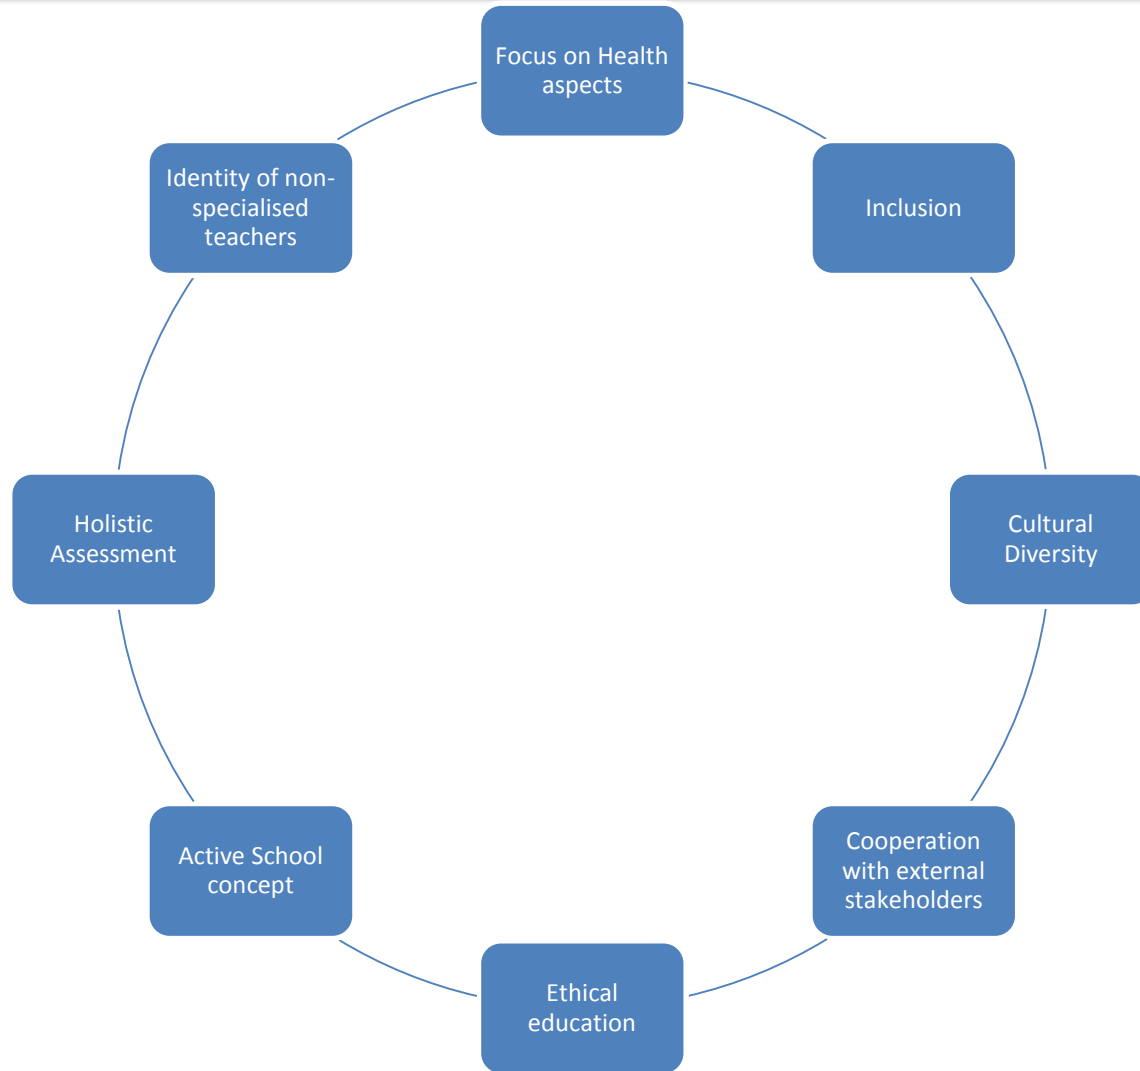 Focus on Health
aspects
Inclusion
Cultural
Diversity
Cooperation
with external
stakeholders
Ethical
education
Active School
concept
Holistic
Assessment
Identity of non-
specialised
teachers